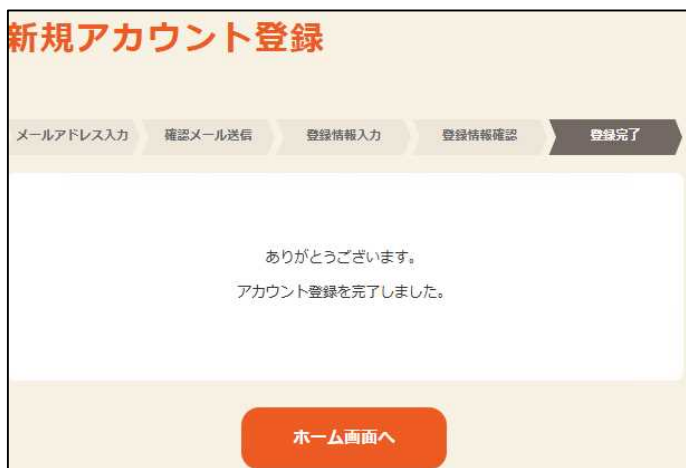 新規アカウント登録
メールアドレス入力 確認メール送信 登録情報入力 登録情報確認 登録完了
ありがとうございます。
アカウント登録を完了しました。
ホーム画面へ